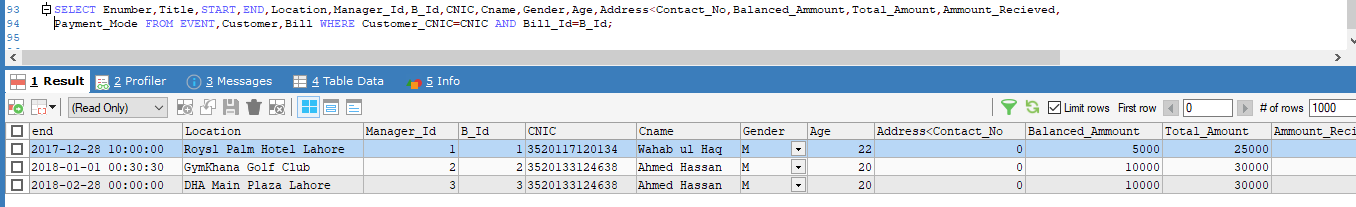 93 SELECT Enumber,Title,START,END,Location,Manager_Id,B_Id,CNIC,Cname,Gender,Age,Address<Contact_No,Balanced_Ammount,Total_Amount,Ammount_Recieved,
94 Payment_Mode FROM EVENT,Customer,Bill WHERE Customer_CNIC=CNIC AND Bill_Id=B_Id;
95
1 Result 2 Profiler 3 Messages 4 Table Data 5 Info
(Read Only) Limit rows First row 0 # of rows 1000
end Location Manager_Id B_Id CNIC Cname Gender Age Address<Contact_No Balanced_Ammount Total_Amount Ammount_Reci
2017-12-28 10:00:00 Roysl Palm Hotel Lahore 1 1 3520117120134 Wahab ul Haq M 22 0 5000 25000
2018-01-01 00:30:30 GymKhana Golf Club 2 2 3520133124638 Ahmed Hassan M 20 0 10000 30000
2018-02-28 00:00:00 DHA Main Plaza Lahore 3 3 3520133124638 Ahmed Hassan M 20 0 10000 30000